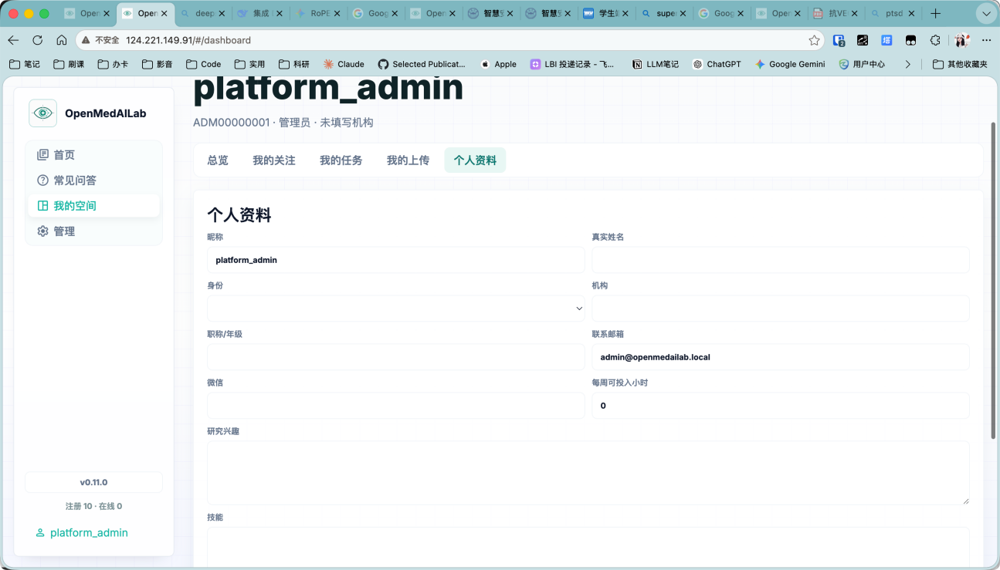 Open
Open
deep
集成
RoPE
Goog
Open
智慧
智慧
学生
supe
Goog
Open
抗VE
ptsd
不安全 124.221.149.91/#/dashboard
笔记 刷课 办卡 影音 Code 实用 科研 Claude Selected Publicat... Apple LBI 投递记录 - 飞... LLM笔记 ChatGPT Google Gemini 用户中心 其他收藏夹
OpenMedAILab
首页
常见问答
我的空间
管理
v0.11.0
注册 10 · 在线 0
platform_admin
platform_admin
ADM00000001 · 管理员 · 未填写机构
总览 我的关注 我的任务 我的上传 个人资料
个人资料
昵称 真实姓名
platform_admin
身份 机构
职称/年级 联系邮箱
admin@openmedailab.local
微信 每周可投入小时
0
研究兴趣
技能